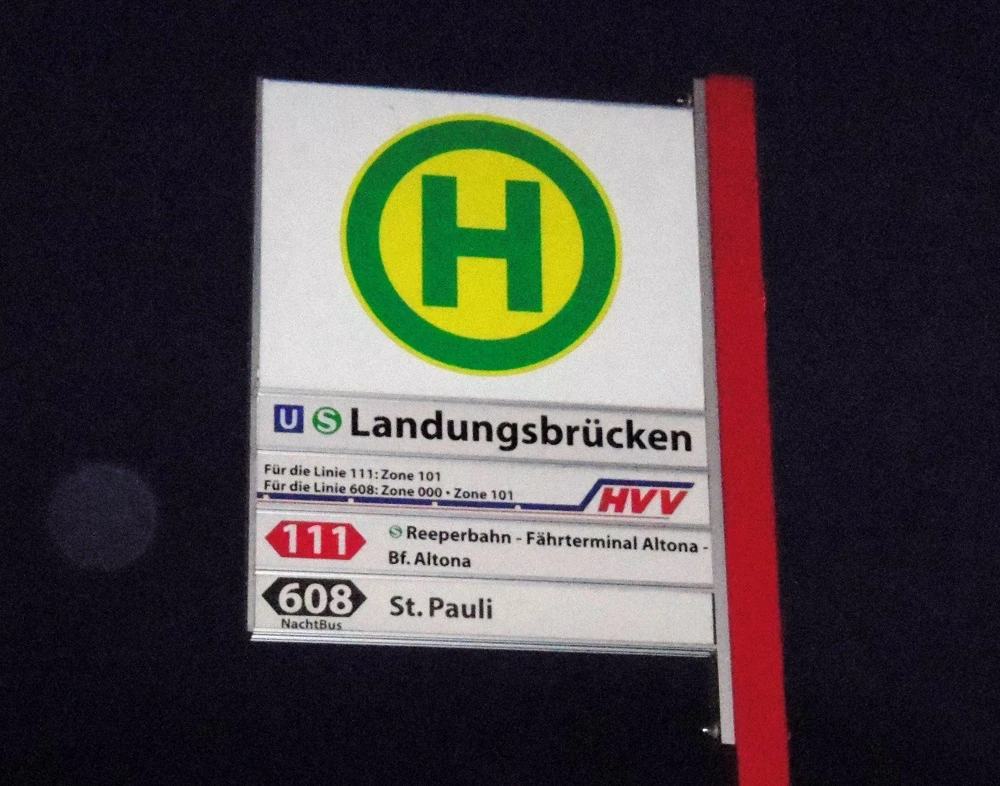 H
U S Landungsbrücken
Für die Linie 111: Zone 101
Für die Linie 608: Zone 000 • Zone 101
HVV
111 S Reeperbahn - Fährterminal Altona -
Bf. Altona
608 St. Pauli
NachtBus